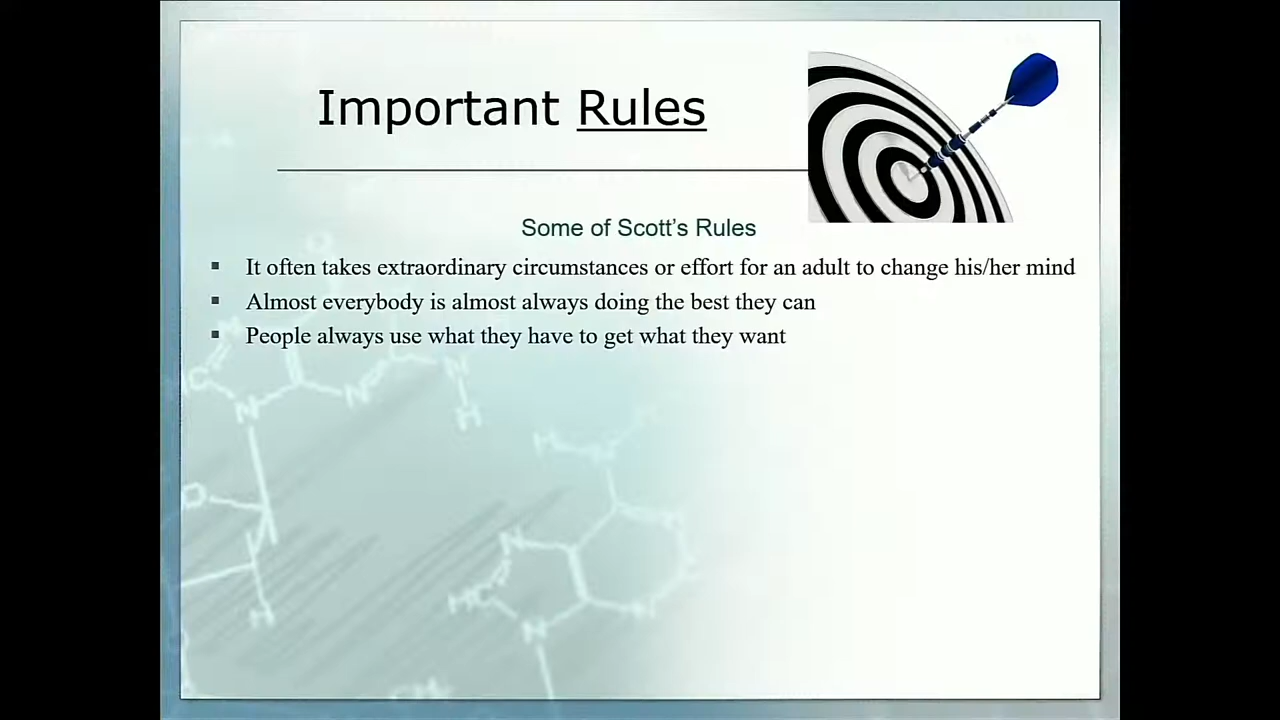 Important Rules
Some of Scott’s Rules
▪ It often takes extraordinary circumstances or effort for an adult to change his/her mind
▪ Almost everybody is almost always doing the best they can
▪ People always use what they have to get what they want